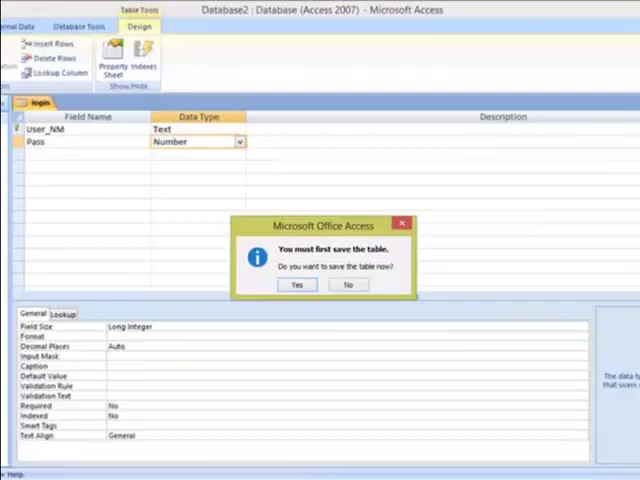 Table Tools
Database2 : Database (Access 2007) - Microsoft Access
ernal Data
Database Tools
Design
Insert Rows
Delete Rows
Lookup Column
Property Sheet
Indexes
Show/Hide
login
Field Name
Data Type
Description
User_NM
Text
Pass
Number
Microsoft Office Access
You must first save the table.
Do you want to save the table now?
Yes
No
General
Lookup
Field Size
Long Integer
Format
Decimal Places
Auto
Input Mask
Caption
Default Value
Validation Rule
Validation Text
Required
No
Indexed
No
Smart Tags
Text Align
General
The data ty
that users
Help.